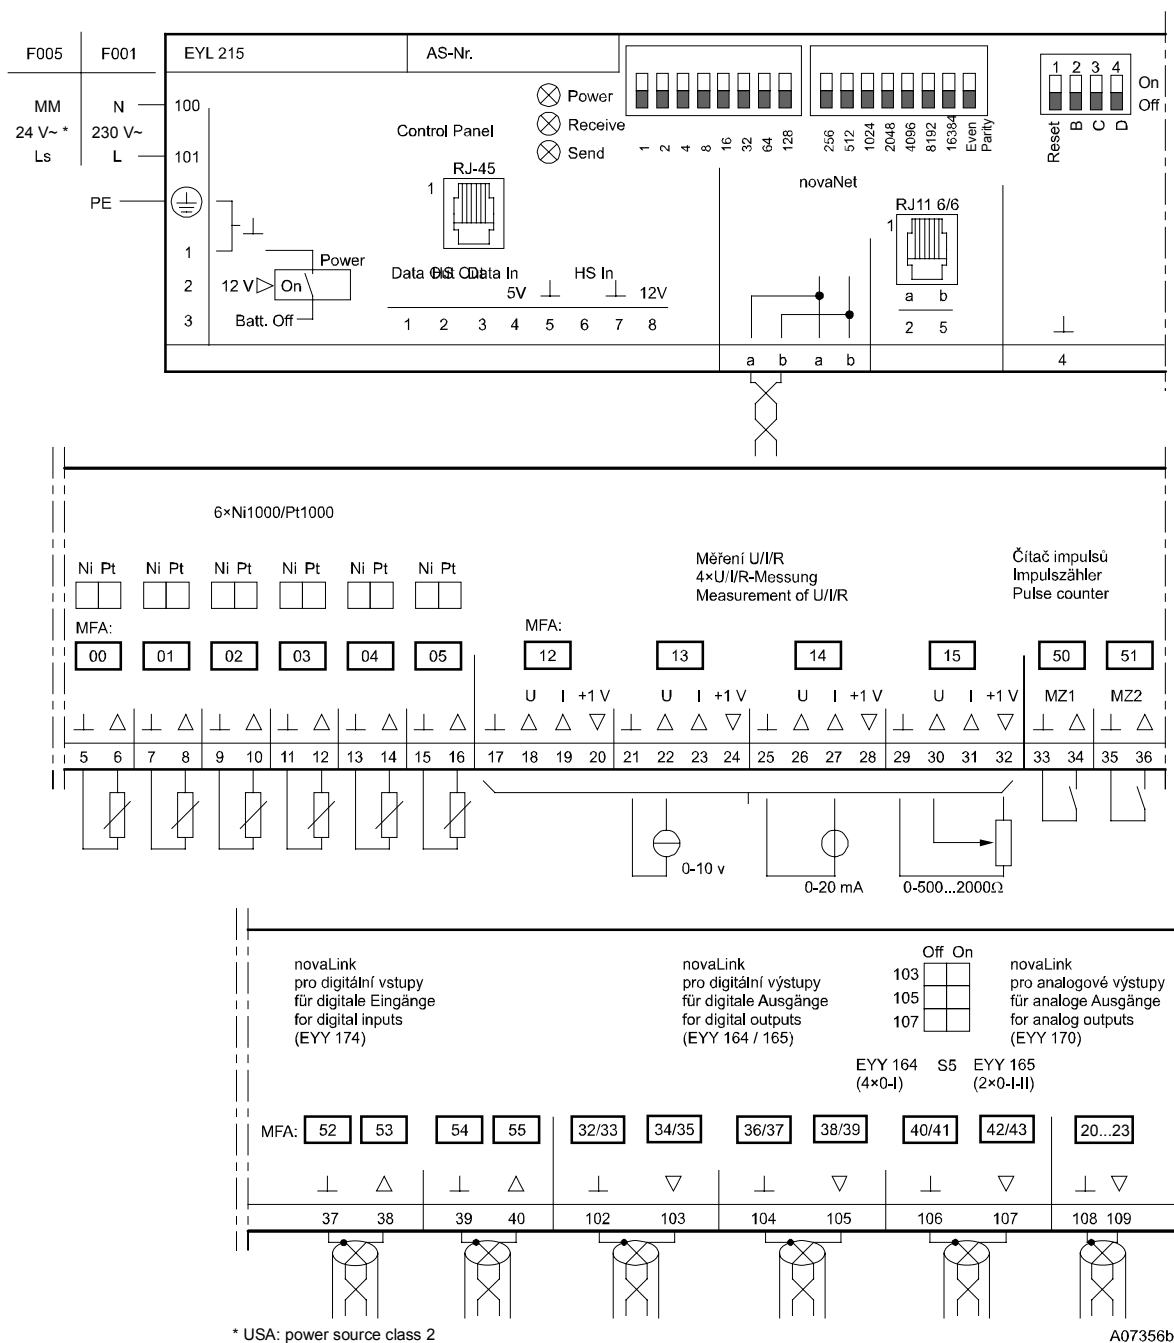 F005 F001 EYL 215 AS-Nr.
MM N 100
24 V~ * 230 V~
Ls L 101
PE
1
2
3
12 V On Power
Batt. Off
Control Panel
RJ-45
1
Power
Receive
Send
1 2 4 8 16 32 64 128
256 512 1024 2048 4096 8192 16384 Even Parity
1 2 3 4
On
Off
Reset B C D
novaNet
RJ11 6/6
1
a b
2 5
Data Out HS Out Data In HS In
5V 12V
1 2 3 4 5 6 7 8
a b a b
4
6×Ni1000/Pt1000
Ni Pt Ni Pt Ni Pt Ni Pt Ni Pt Ni Pt
Měření U/I/R
4×U/I/R-Messung
Measurement of U/I/R
Čítač impulsů
Impulszähler
Pulse counter
MFA: MFA:
00 01 02 03 04 05 12 13 14 15 50 51
U I +1 V U I +1 V U I +1 V U I +1 V MZ1 MZ2
5 6 7 8 9 10 11 12 13 14 15 16 17 18 19 20 21 22 23 24 25 26 27 28 29 30 31 32 33 34 35 36
0-10 v
0-20 mA
0-500...2000Ω
novaLink
pro digitální vstupy
für digitale Eingänge
for digital inputs
(EYY 174)
novaLink
pro digitální výstupy
für digitale Ausgänge
for digital outputs
(EYY 164 / 165)
Off On
103
105
107
EYY 164 S5 EYY 165
(4×0-I) (2×0-I-II)
novaLink
pro analogové výstupy
für analoge Ausgänge
for analog outputs
(EYY 170)
MFA: 52 53 54 55 32/33 34/35 36/37 38/39 40/41 42/43 20...23
37 38 39 40 102 103 104 105 106 107 108 109
* USA: power source class 2
A07356b